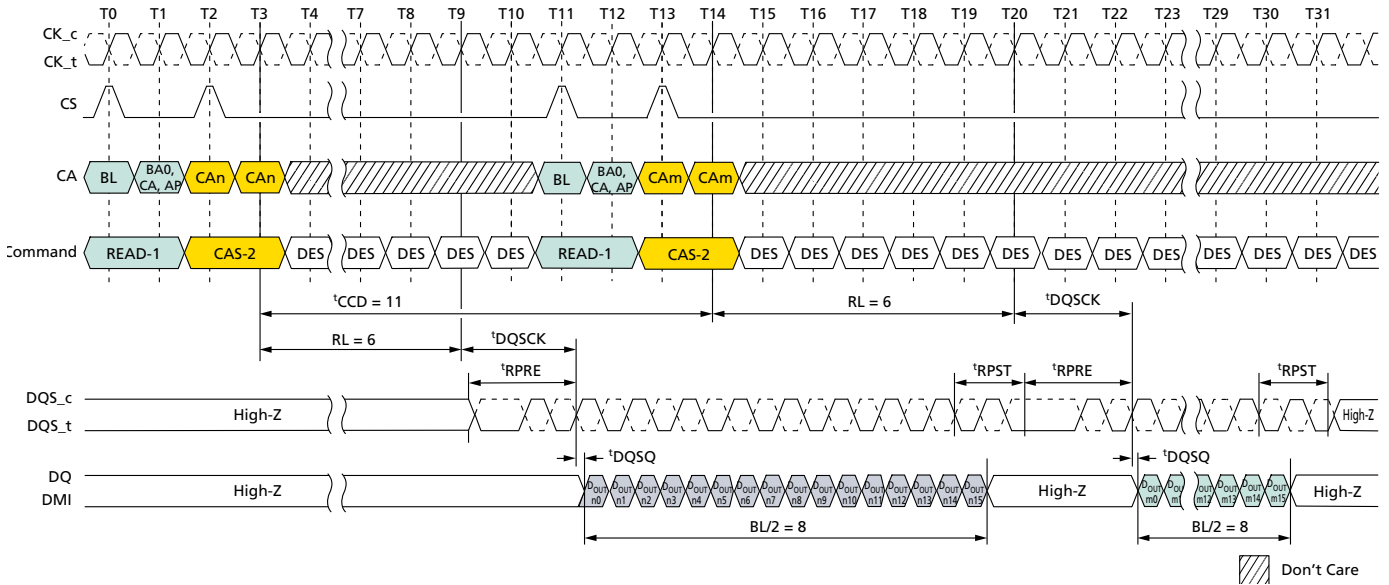 T0 T1 T2 T3 T4 T7 T8 T9 T10 T11 T12 T13 T14 T15 T16 T17 T18 T19 T20 T21 T22 T23 T29 T30 T31
CK_c
CK_t
CS
CA BL BA0, CA, AP CAn CAn BL BA0, CA, AP CAm CAm
Command READ-1 CAS-2 DES DES DES DES DES READ-1 CAS-2 DES DES DES DES DES DES DES DES DES DES DES DES DES
tCCD = 11 RL = 6 tDQSCK
RL = 6 tDQSCK
tRPRE tRPST tRPRE tRPST
DQS_c
DQS_t
High-Z High-Z
tDQSQ tDQSQ
DQ
DMI
High-Z DOUT n0 DOUT n1 DOUT n2 DOUT n3 DOUT n4 DOUT n5 DOUT n6 DOUT n7 DOUT n8 DOUT n9 DOUT n10 DOUT n11 DOUT n12 DOUT n13 DOUT n14 DOUT n15 High-Z DOUT m0 DOUT m1 DOUT m12 DOUT m13 DOUT m14 DOUT m15 High-Z
BL/2 = 8 BL/2 = 8
Don't Care